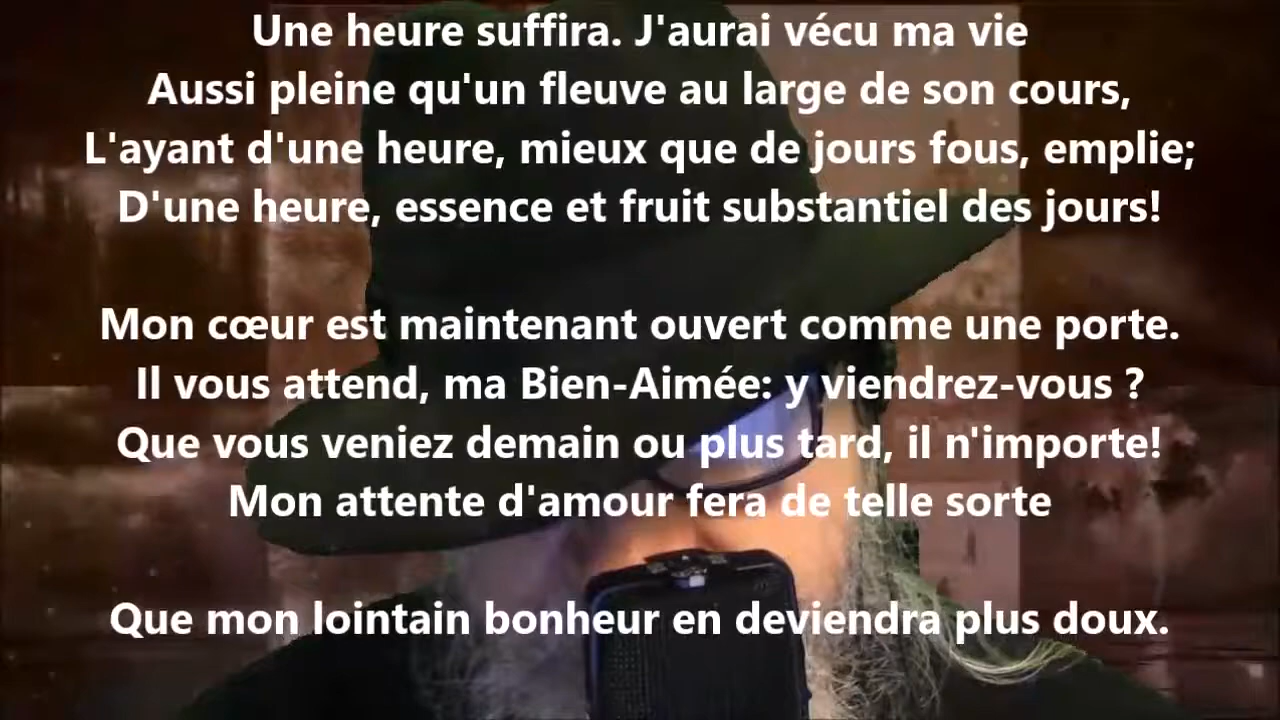 Une heure suffira. J'aurai vécu ma vie
Aussi pleine qu'un fleuve au large de son cours,
L'ayant d'une heure, mieux que de jours fous, emplie;
D'une heure, essence et fruit substantiel des jours!
Mon cœur est maintenant ouvert comme une porte.
Il vous attend, ma Bien-Aimée: y viendrez-vous ?
Que vous veniez demain ou plus tard, il n'importe!
Mon attente d'amour fera de telle sorte
Que mon lointain bonheur en deviendra plus doux.